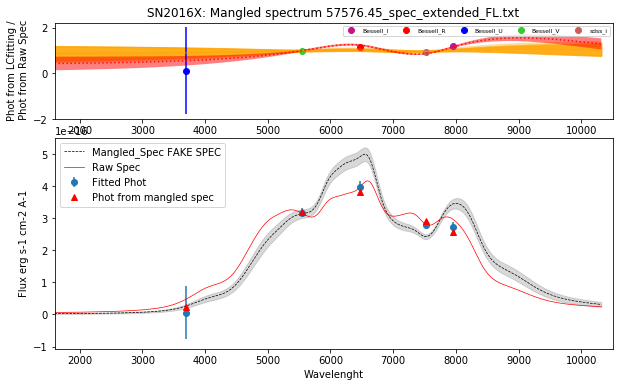 SN2016X: Mangled spectrum 57576.45_spec_extended_FL.txt
Phot from LCfitting /
Phot from Raw Spec
2
0
−2
Bessell_I
Bessell_R
Bessell_U
Bessell_V
sdss_i
2000 3000 4000 5000 6000 7000 8000 9000 10000
1e−16
Flux erg s-1 cm-2 A-1
5
4
3
2
1
0
−1
Mangled_Spec FAKE SPEC
Raw Spec
Fitted Phot
Phot from mangled spec
2000 3000 4000 5000 6000 7000 8000 9000 10000
Wavelenght